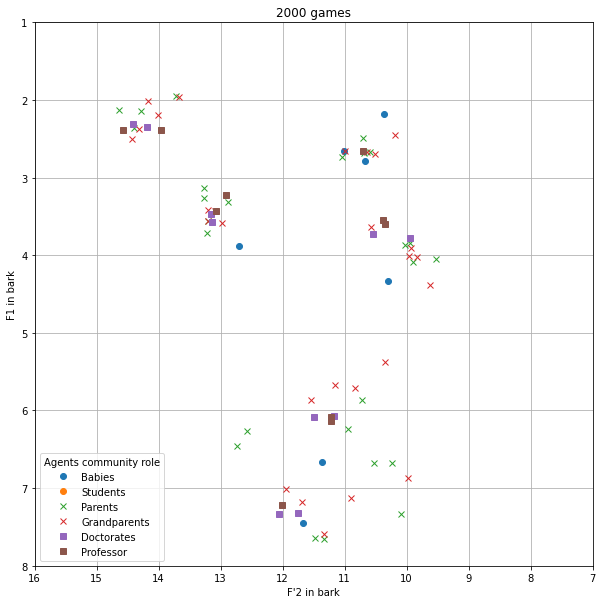 2000 games
1
2
3
4
5
6
7
8
F1 in bark
16 15 14 13 12 11 10 9 8 7
F'2 in bark
Agents community role
Babies
Students
Parents
Grandparents
Doctorates
Professor